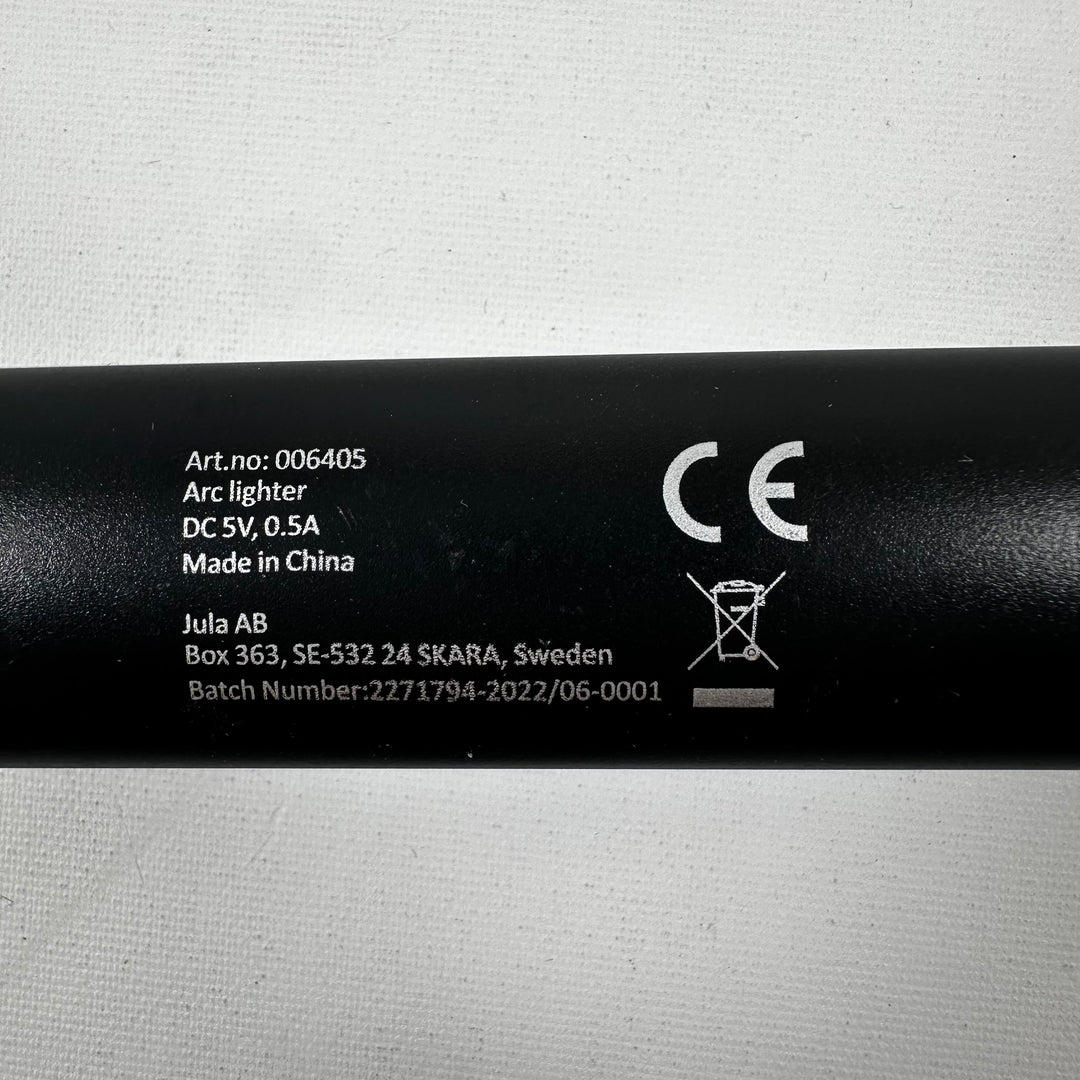 Art.no: 006405
Arc lighter
DC 5V, 0.5A
Made in China
Jula AB
Box 363, SE-532 24 SKARA, Sweden
Batch Number:2271794-2022/06-0001
CE